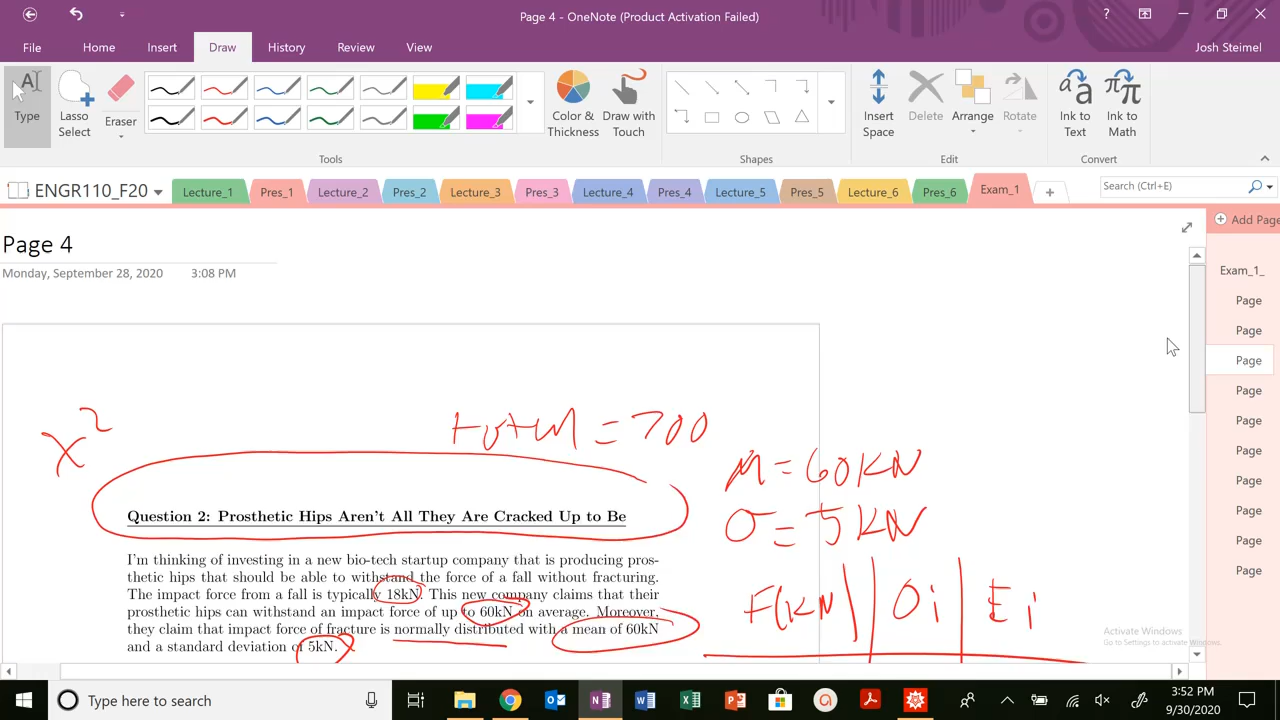 Page 4 - OneNote (Product Activation Failed)
?
File Home Insert Draw History Review View Josh Steimel
Type Lasso Select Eraser Color & Thickness Draw with Touch Insert Space Delete Arrange Rotate Ink to Text Ink to Math
Tools Shapes Edit Convert
ENGR110_F20 Lecture_1 Pres_1 Lecture_2 Pres_2 Lecture_3 Pres_3 Lecture_4 Pres_4 Lecture_5 Pres_5 Lecture_6 Pres_6 Exam_1 Search (Ctrl+E)
Add Page
Page 4
Monday, September 28, 2020 3:08 PM
Exam_1_
Page
Page
Page
Page
Page
Page
Page
Page
Page
Page
x²
total = 700
M = 60kN
σ = 5kN
Question 2: Prosthetic Hips Aren't All They Are Cracked Up to Be
I'm thinking of investing in a new bio-tech startup company that is producing pros-
thetic hips that should be able to withstand the force of a fall without fracturing.
The impact force from a fall is typically 18kN. This new company claims that their
prosthetic hips can withstand an impact force of up to 60kN on average. Moreover,
they claim that impact force of fracture is normally distributed with a mean of 60kN
and a standard deviation of 5kN.
F(kN) Oi Ei
Activate Windows
Go to Settings to activate Windows.
Type here to search
3:52 PM
9/30/2020